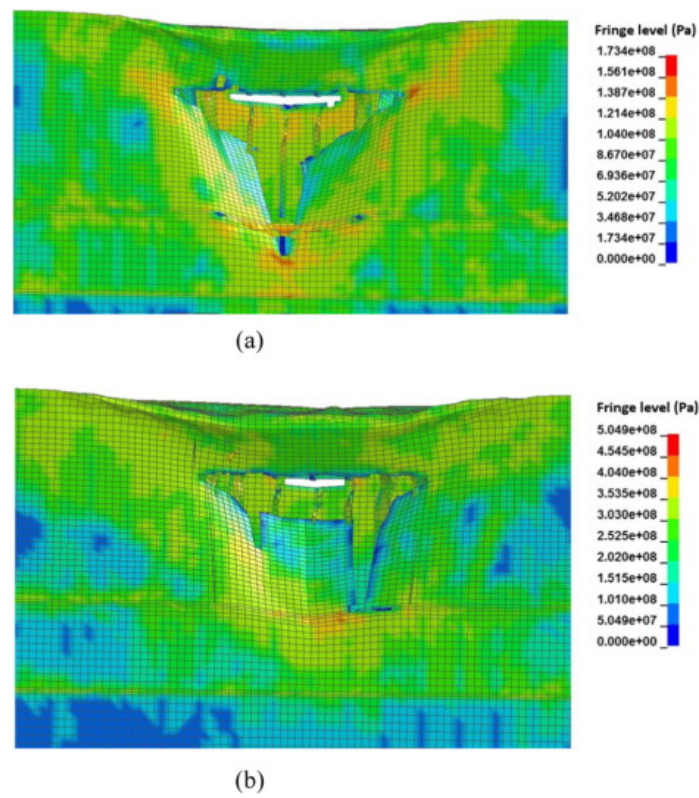 Fringe level (Pa)
1.734e+08
1.561e+08
1.387e+08
1.214e+08
1.040e+08
8.670e+07
6.936e+07
5.202e+07
3.468e+07
1.734e+07
0.000e+00
(a)
Fringe level (Pa)
5.049e+08
4.545e+08
4.040e+08
3.535e+08
3.030e+08
2.525e+08
2.020e+08
1.515e+08
1.010e+08
5.049e+07
0.000e+00
(b)